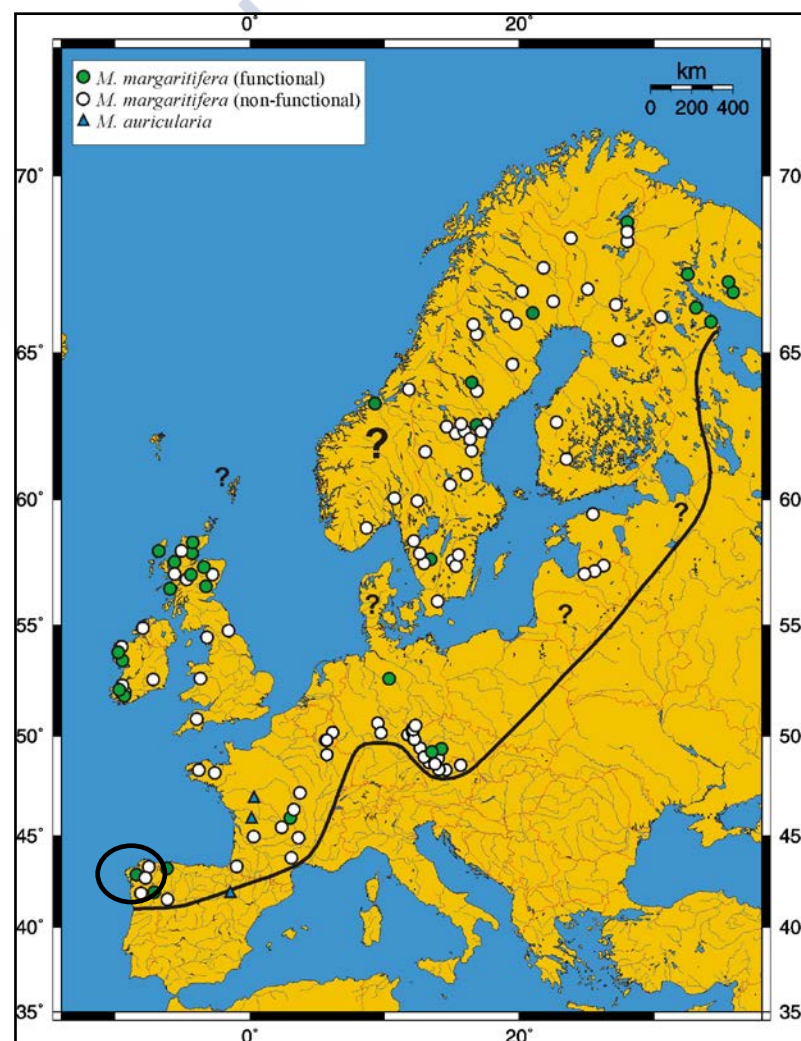 0° 20°
M. margaritifera (functional)
M. margaritifera (non-functional)
M. auricularia
km
0 200 400
70° 70°
65° 65°
?
?
60° ? 60°
? ?
55° 55°
50° 50°
45° 45°
40° 40°
35° 35°
0° 20°